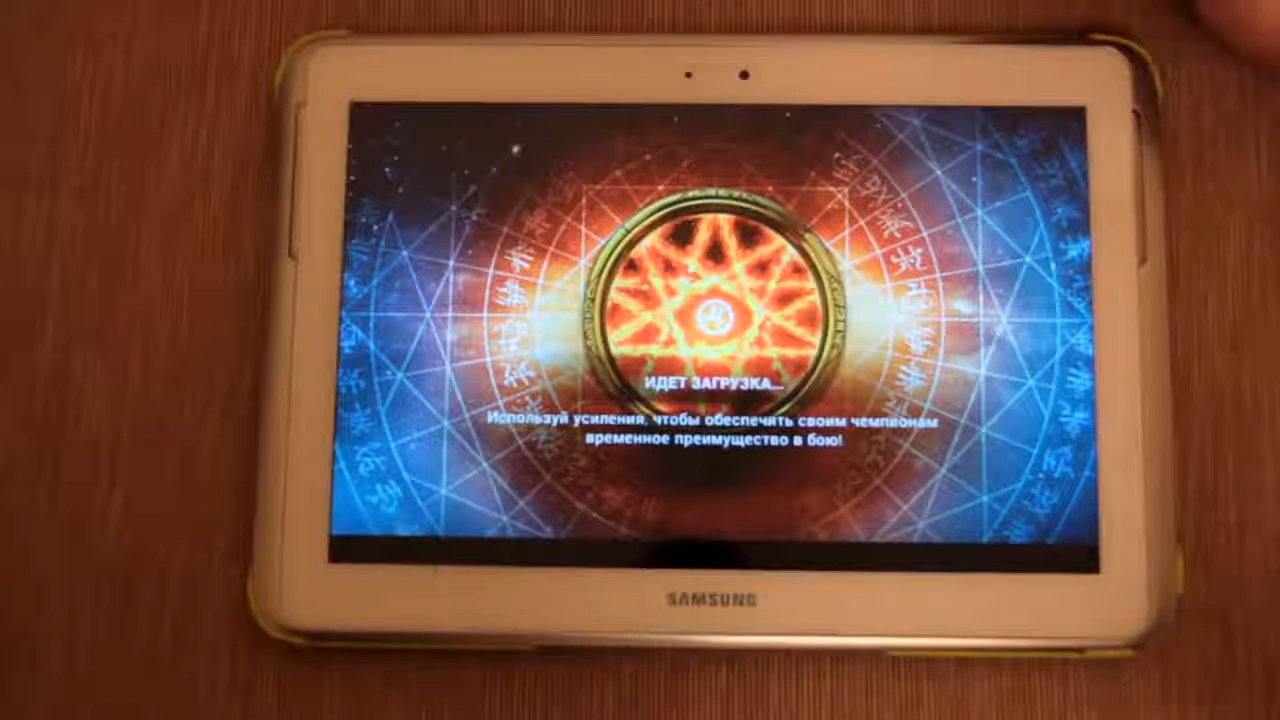 ИДЕТ ЗАГРУЗКА...
Используй усиления, чтобы обеспечить своим чемпионам
временное преимущество в бою!
SAMSUNG